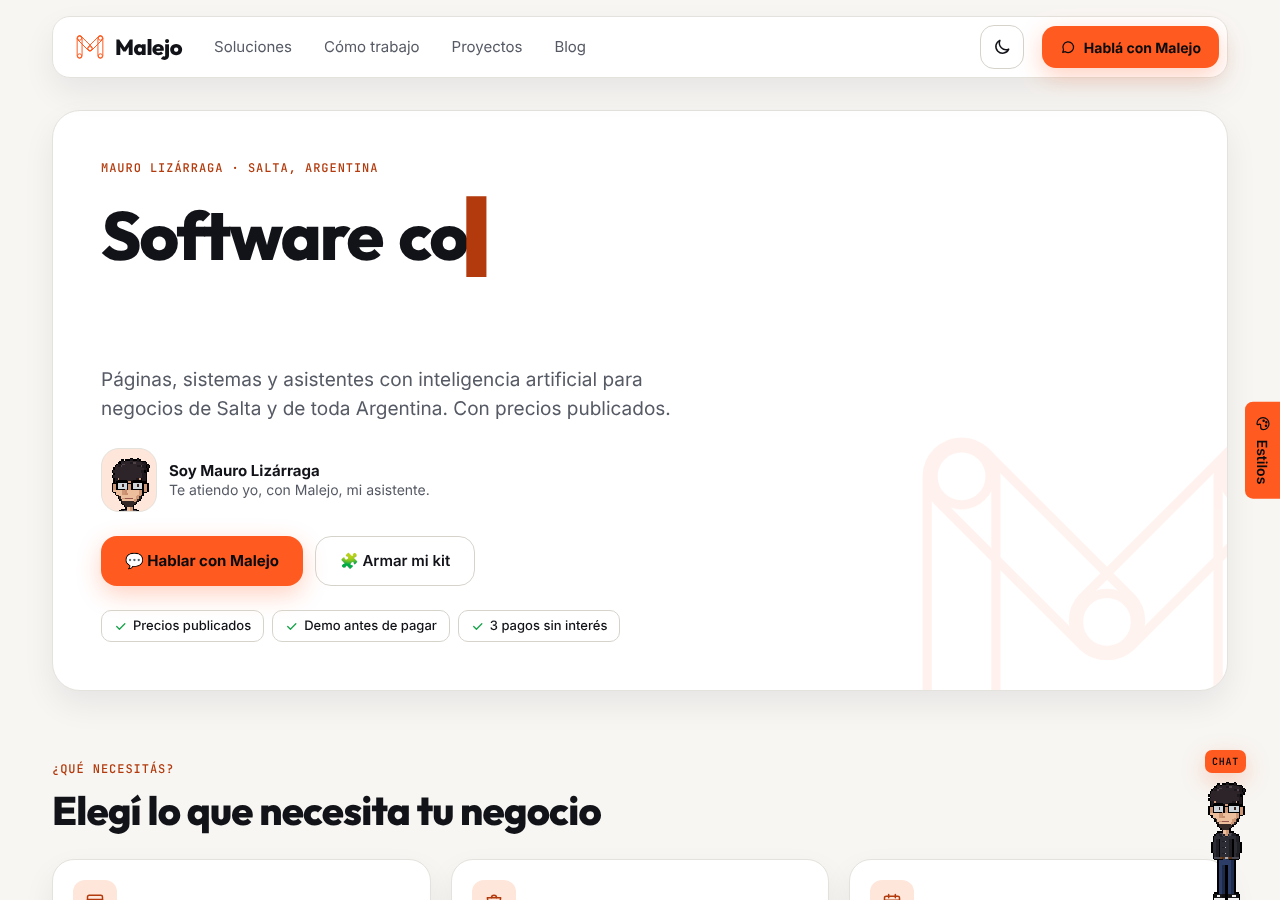 Malejo
Soluciones
Cómo trabajo
Proyectos
Blog
Hablá con Malejo
MAURO LIZÁRRAGA · SALTA, ARGENTINA
Software co
Páginas, sistemas y asistentes con inteligencia artificial para
negocios de Salta y de toda Argentina. Con precios publicados.
Soy Mauro Lizárraga
Te atiendo yo, con Malejo, mi asistente.
💬 Hablar con Malejo
🧩 Armar mi kit
Precios publicados
Demo antes de pagar
3 pagos sin interés
Estilos
¿QUÉ NECESITÁS?
Elegí lo que necesita tu negocio
CHAT